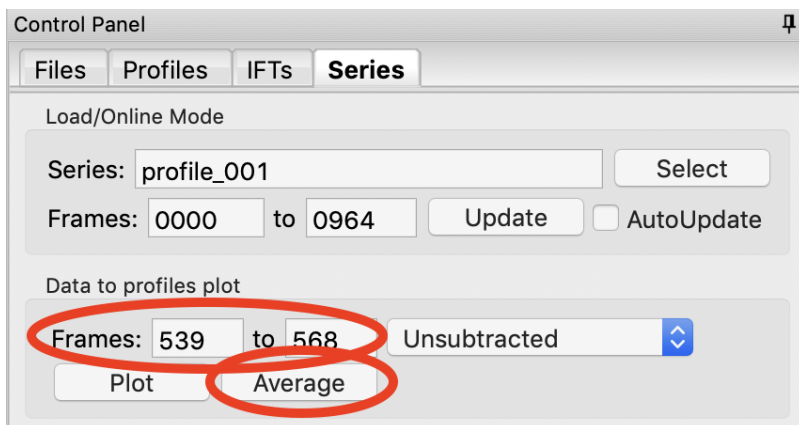 Control Panel
Files Profiles IFTs Series
Load/Online Mode
Series: profile_001 Select
Frames: 0000 to 0964 Update AutoUpdate
Data to profiles plot
Frames: 539 to 568 Unsubtracted
Plot Average